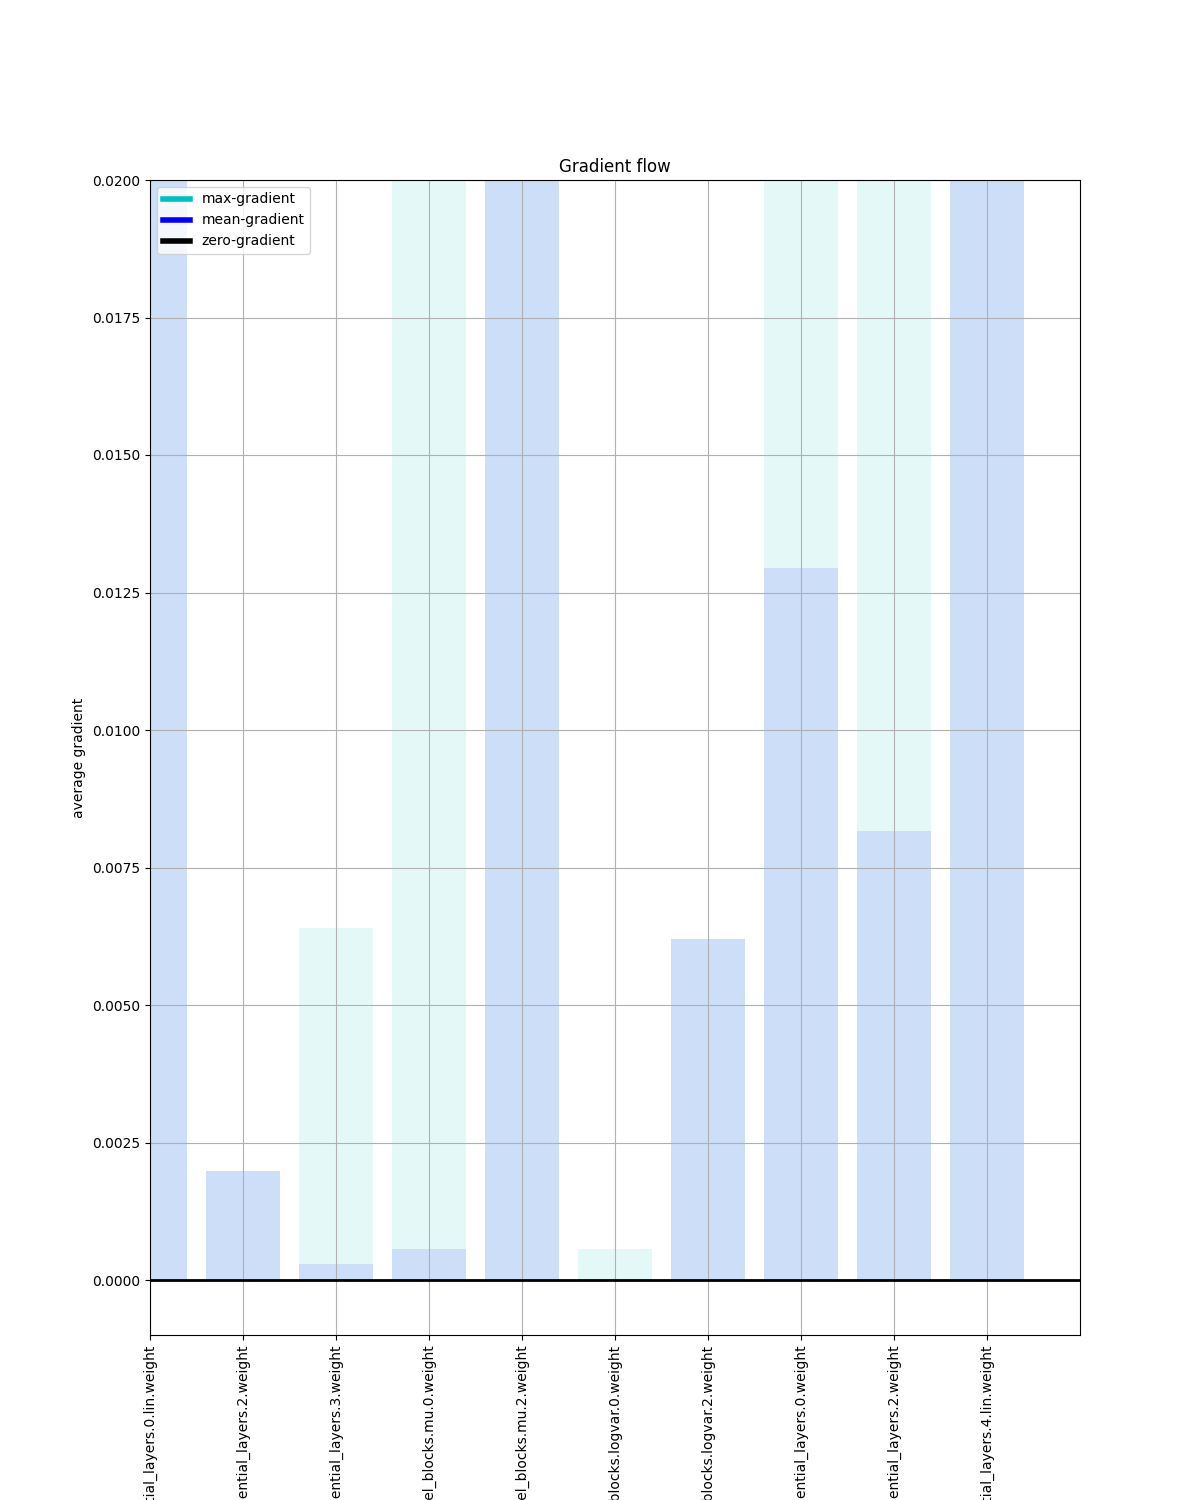 Gradient flow
max-gradient
mean-gradient
zero-gradient
0.0200
0.0175
0.0150
0.0125
0.0100
0.0075
0.0050
0.0025
0.0000
average gradient
tial_layers.0.lin.weight
ential_layers.2.weight
ential_layers.3.weight
el_blocks.mu.0.weight
el_blocks.mu.2.weight
blocks.logvar.0.weight
blocks.logvar.2.weight
ential_layers.0.weight
ential_layers.2.weight
tial_layers.4.lin.weight